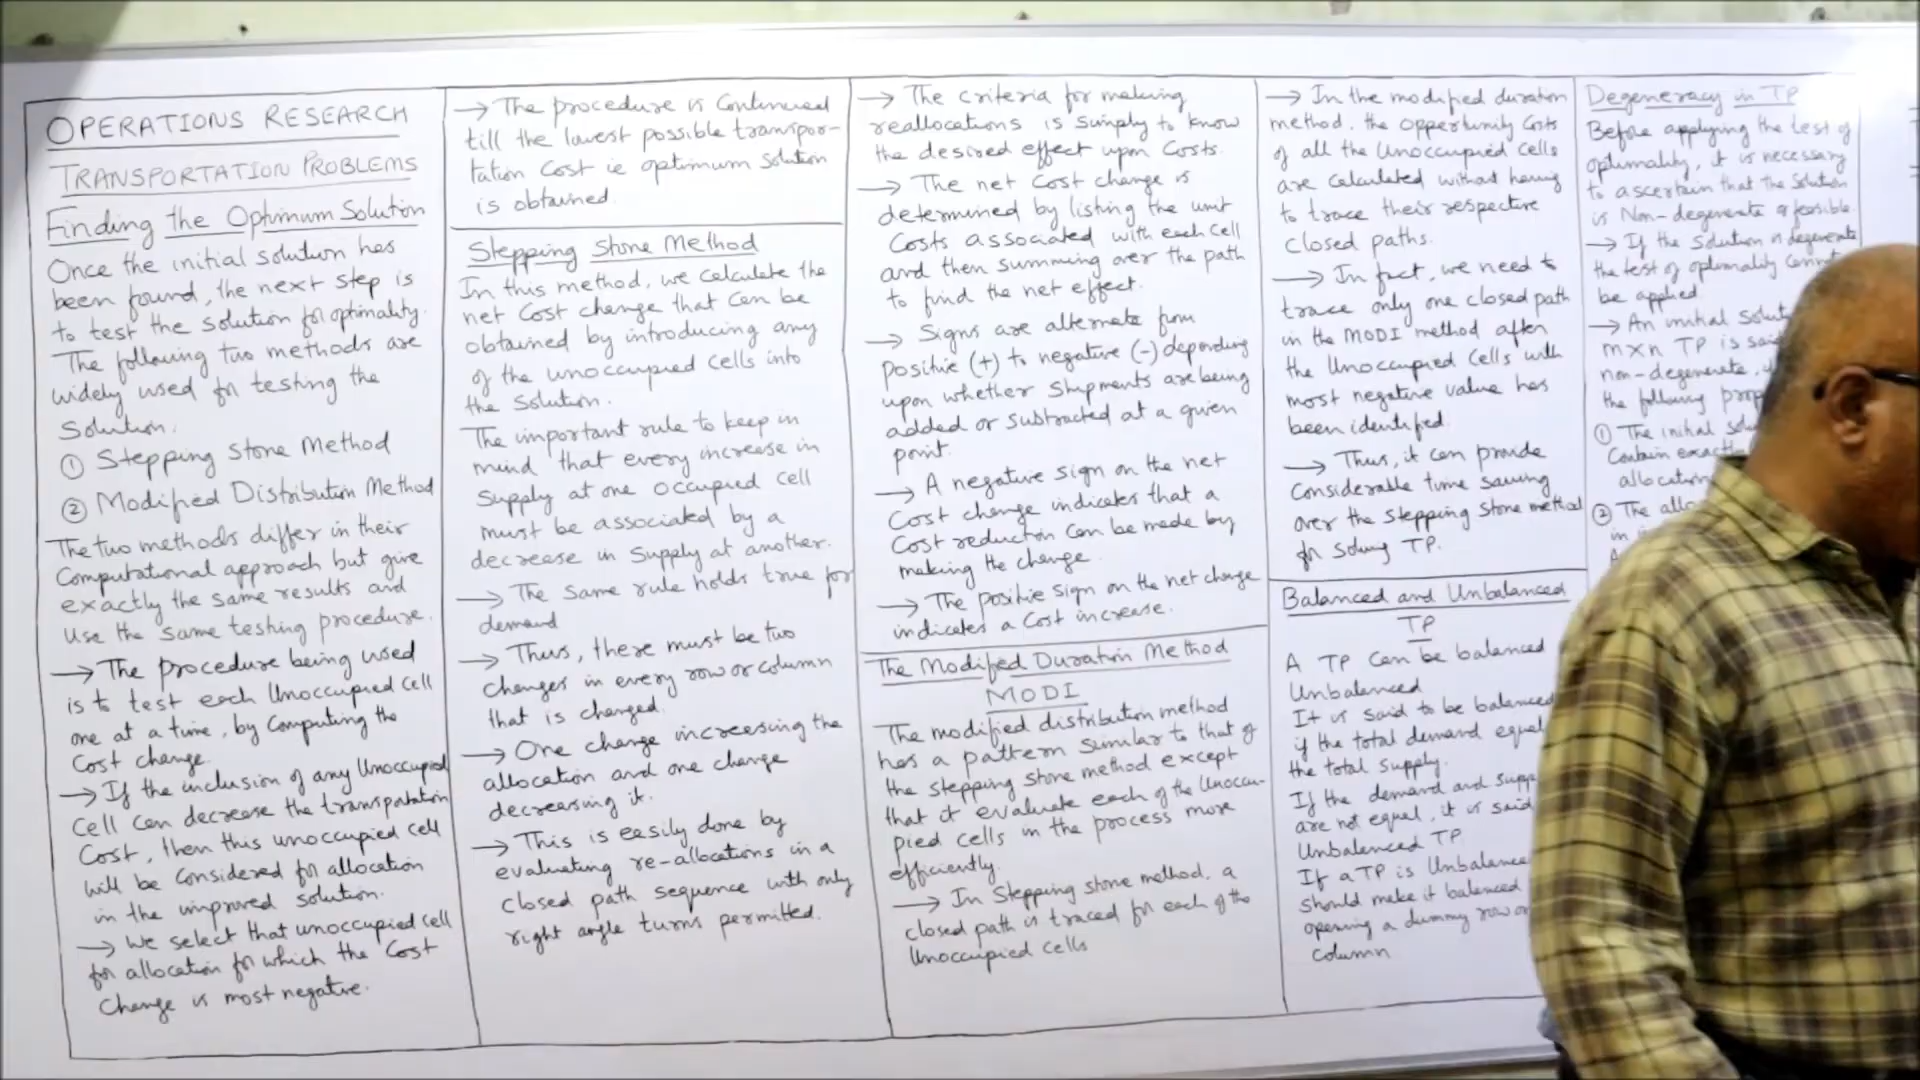 OPERATIONS RESEARCH
TRANSPORTATION PROBLEMS
Finding the Optimum Solution
Once the initial solution has
been found, the next step is
to test the solution for optimality.
The following two methods are
widely used for testing the
Solution.
① Stepping Stone Method
② Modified Distribution Method
The two methods differ in their
Computational approach but give
exactly the same results and
use the same testing procedure.
→ The procedure being used
is to test each Unoccupied Cell
one at a time, by Computing the
Cost change.
→ If the inclusion of any Unoccupied
Cell can decrease the transportation
Cost, then this unoccupied cell
will be considered for allocation
in the improved solution.
→ We select that unoccupied cell
for allocation for which the Cost
Change is most negative.
→ The procedure is Continued
till the lowest possible transpor-
tation Cost ie optimum solution
is obtained.
Stepping Stone Method
In this method, we calculate the
net Cost change that can be
obtained by introducing any
of the unoccupied cells into
the Solution.
The important rule to keep in
mind that every increase in
Supply at one occupied cell
must be associated by a
decrease in supply at another.
→ The same rule holds true for
demand
→ Thus, there must be two
changes in every row or column
that is changed.
→ One change increasing the
allocation and one change
decreasing it.
→ This is easily done by
evaluating re-allocations in a
closed path sequence with only
right angle turns permitted.
→ The criteria for making
reallocations is simply to know
the desired effect upon Costs.
→ The net Cost change is
determined by listing the unit
Costs associated with each cell
and then summing over the path
to find the net effect.
→ Signs are alternate from
positive (+) to negative (-) depending
upon whether shipments are being
added or subtracted at a given
point.
→ A negative sign on the net
Cost change indicates that a
Cost reduction can be made by
making the change.
→ The positive sign on the net change
indicates a Cost increase.
The Modified Duration Method
MODI
The modified distribution method
has a pattern similar to that of
the stepping stone method except
that it evaluate each of the Unoccu-
pied cells in the process more
efficiently.
→ In Stepping stone method, a
closed path is traced for each of the
Unoccupied cells
→ In the modified duration
method, the opportunity Costs
of all the Unoccupied Cells
are calculated without having
to trace their respective
closed paths.
→ In fact, we need to
trace only one closed path
in the MODI method after
the Unoccupied Cells with
most negative value has
been identified.
→ Thus, it can provide
Considerable time saving
over the stepping stone method
for solving TP.
Balanced and Unbalanced
TP
A TP can be balanced
Unbalanced
It is said to be balanced
if the total demand equal
the total supply.
If the demand and supp
are not equal, it is said
Unbalanced TP.
If a TP is Unbalance
should make it balanced
opening a dummy row or
column
Degeneracy in TP
Before applying the test of
optimality, it is necessary
to ascertain that the solution
is Non-degenerate & feasible.
→ If the solution is degenerate
the test of optimality cannot
be applied.
→ An initial solut
m×n TP is said
non-degenerate,
the following prop
① The initial solu
Contain exactl
allocation
② The allo
in